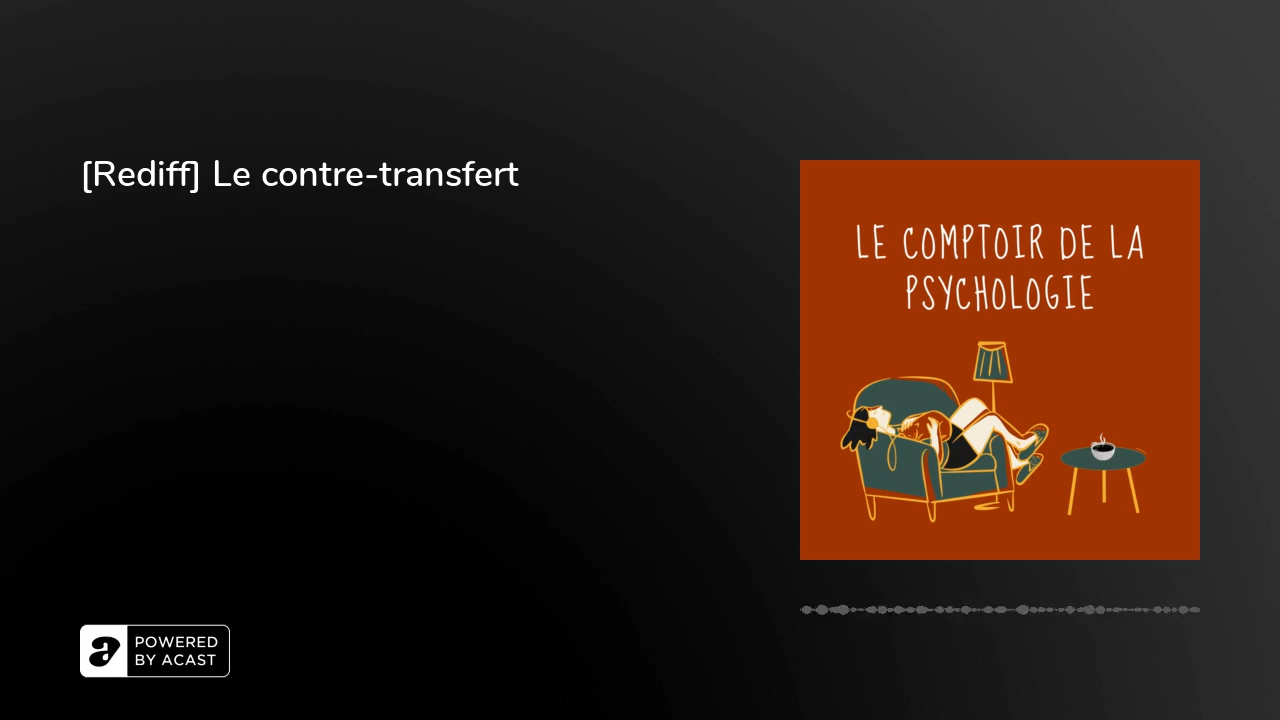 [Rediff] Le contre-transfert
LE COMPTOIR DE LA
PSYCHOLOGIE
a
POWERED
BY ACAST